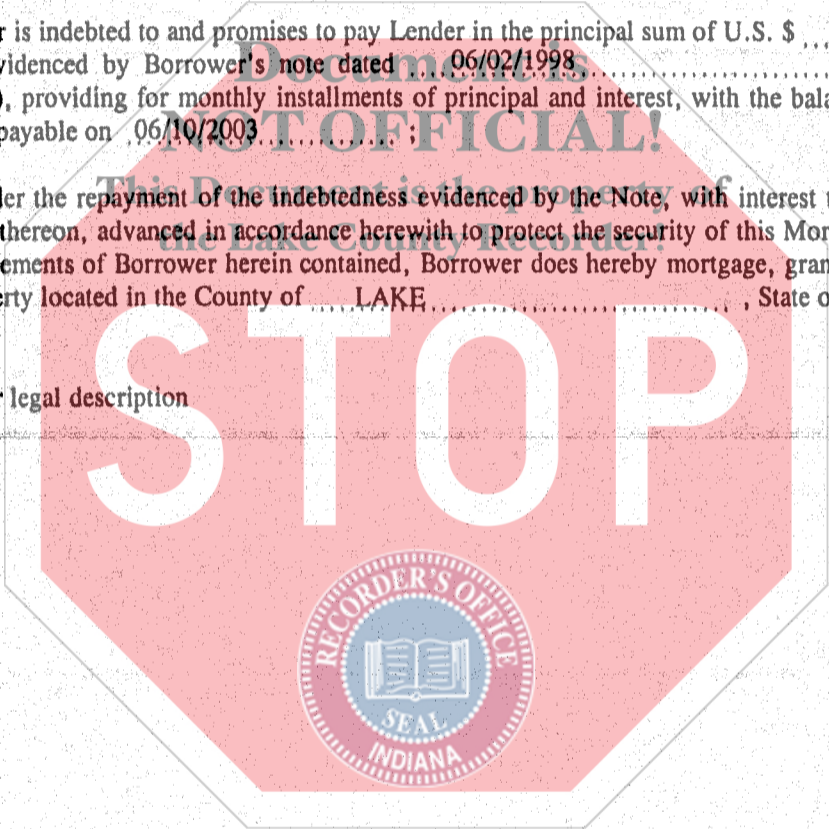 r is indebted to and promises to pay Lender in the principal sum of U.S. $ ...
videnced by Borrower's note dated ....06/02/1998......................
), providing for monthly installments of principal and interest, with the bala
payable on .06/10/2003.............. ;
Document is
NOT OFFICIAL!
This Document is the property of
the Lake County Recorder!
er the repayment of the indebtedness evidenced by the Note, with interest t
thereon, advanced in accordance herewith to protect the security of this Mor
ements of Borrower herein contained, Borrower does hereby mortgage, gran
erty located in the County of .....LAKE.............................. , State o
legal description
STOP
RECORDER'S OFFICE
SEAL
INDIANA